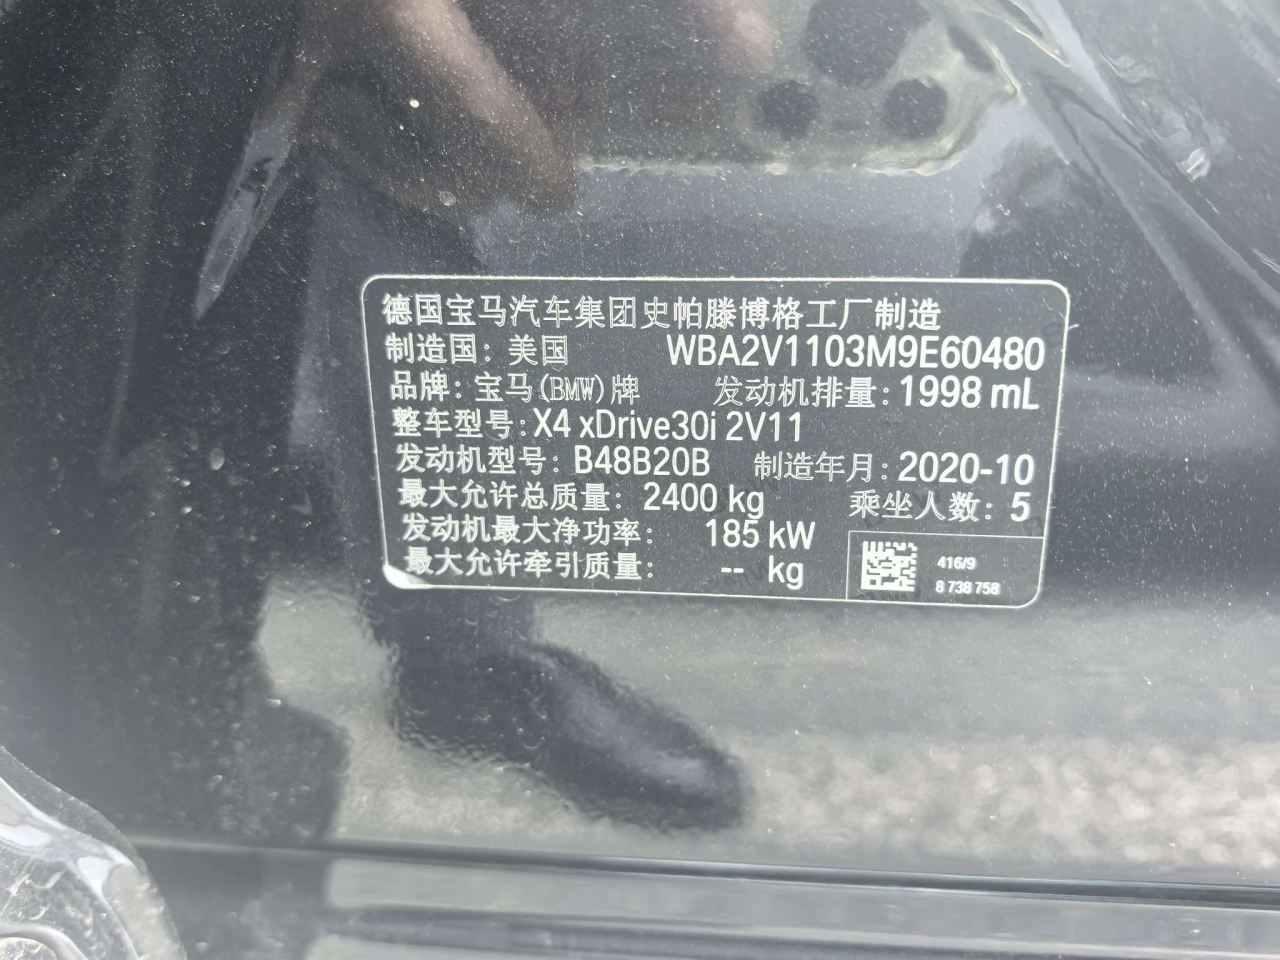 德国宝马汽车集团史帕滕博格工厂制造
制造国：美国 WBA2V1103M9E60480
品牌：宝马(BMW)牌 发动机排量：1998 mL
整车型号：X4 xDrive30i 2V11
发动机型号：B48B20B 制造年月：2020-10
最大允许总质量：2400 kg 乘坐人数：5
发动机最大净功率：185 kW
最大允许牵引质量：-- kg
416/9
8 738 758